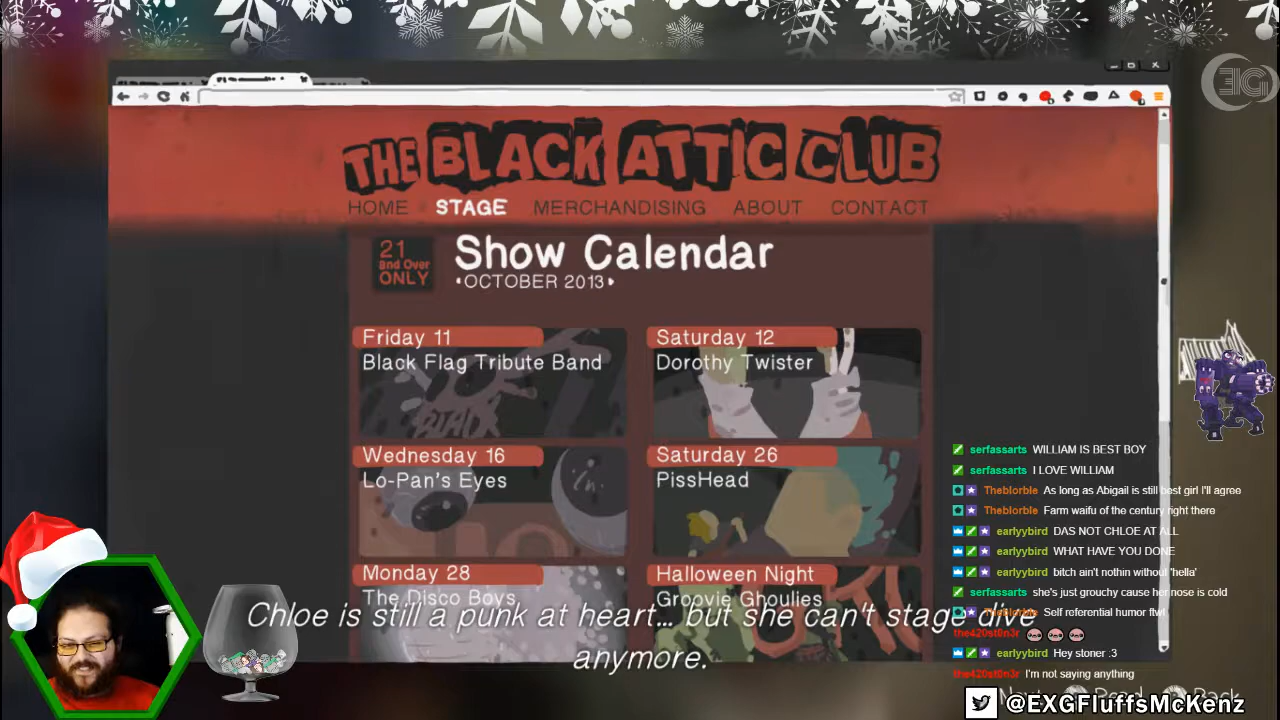 THE BLACK ATTIC CLUB
HOME STAGE MERCHANDISING ABOUT CONTACT
21 and Over ONLY
Show Calendar
OCTOBER 2013
Friday 11
Black Flag Tribute Band
Saturday 12
Dorothy Twister
Wednesday 16
Lo-Pan's Eyes
Saturday 26
PissHead
Monday 28
The Disco Boys
Halloween Night
Groovie Ghoulies
Chloe is still a punk at heart... but she can't stage dive
anymore.
serfassarts WILLIAM IS BEST BOY
serfassarts I LOVE WILLIAM
Theblorble As long as Abigail is still best girl I'll agree
Theblorble Farm waifu of the century right there
earlyybird DAS NOT CHLOE AT ALL
earlyybird WHAT HAVE YOU DONE
earlyybird bitch ain't nothin without 'hella'
serfassarts she's just grouchy cause her nose is cold
Theblorble Self referential humor ftw!
the420st0n3r
earlyybird Hey stoner :3
the420st0n3r I'm not saying anything
Back
@EXGFluffsMcKenz